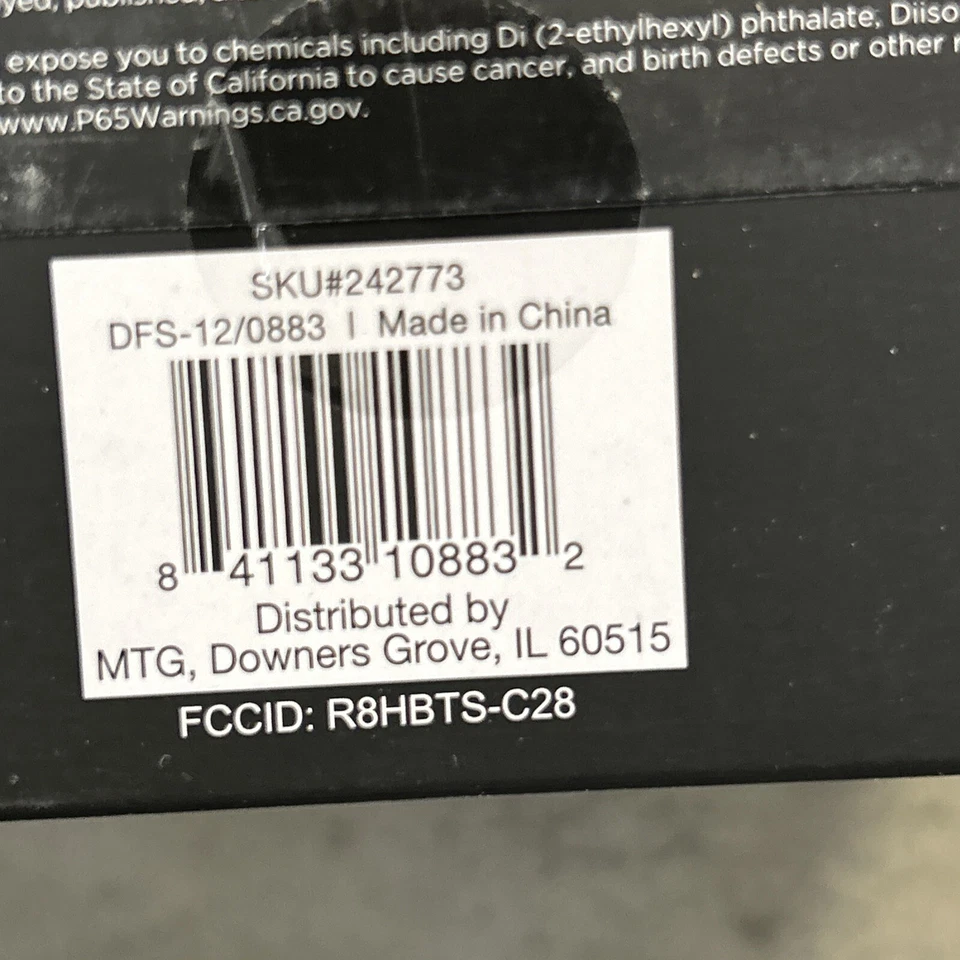 expose you to chemicals including Di (2-ethylhexyl) phthalate, Diiso
to the State of California to cause cancer, and birth defects or other
www.P65Warnings.ca.gov.
SKU#242773
DFS-12/0883 | Made in China
8 41133 10883 2
Distributed by
MTG, Downers Grove, IL 60515
FCCID: R8HBTS-C28